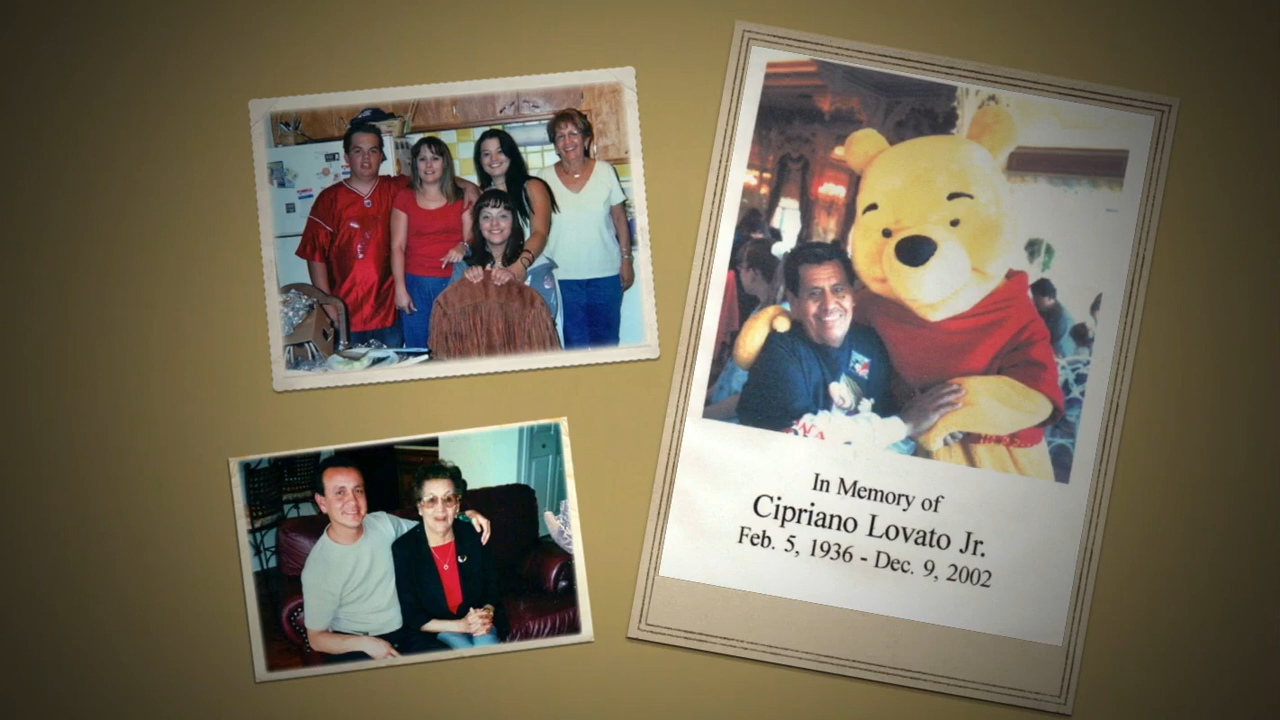 In Memory of
Cipriano Lovato Jr.
Feb. 5, 1936 - Dec. 9, 2002